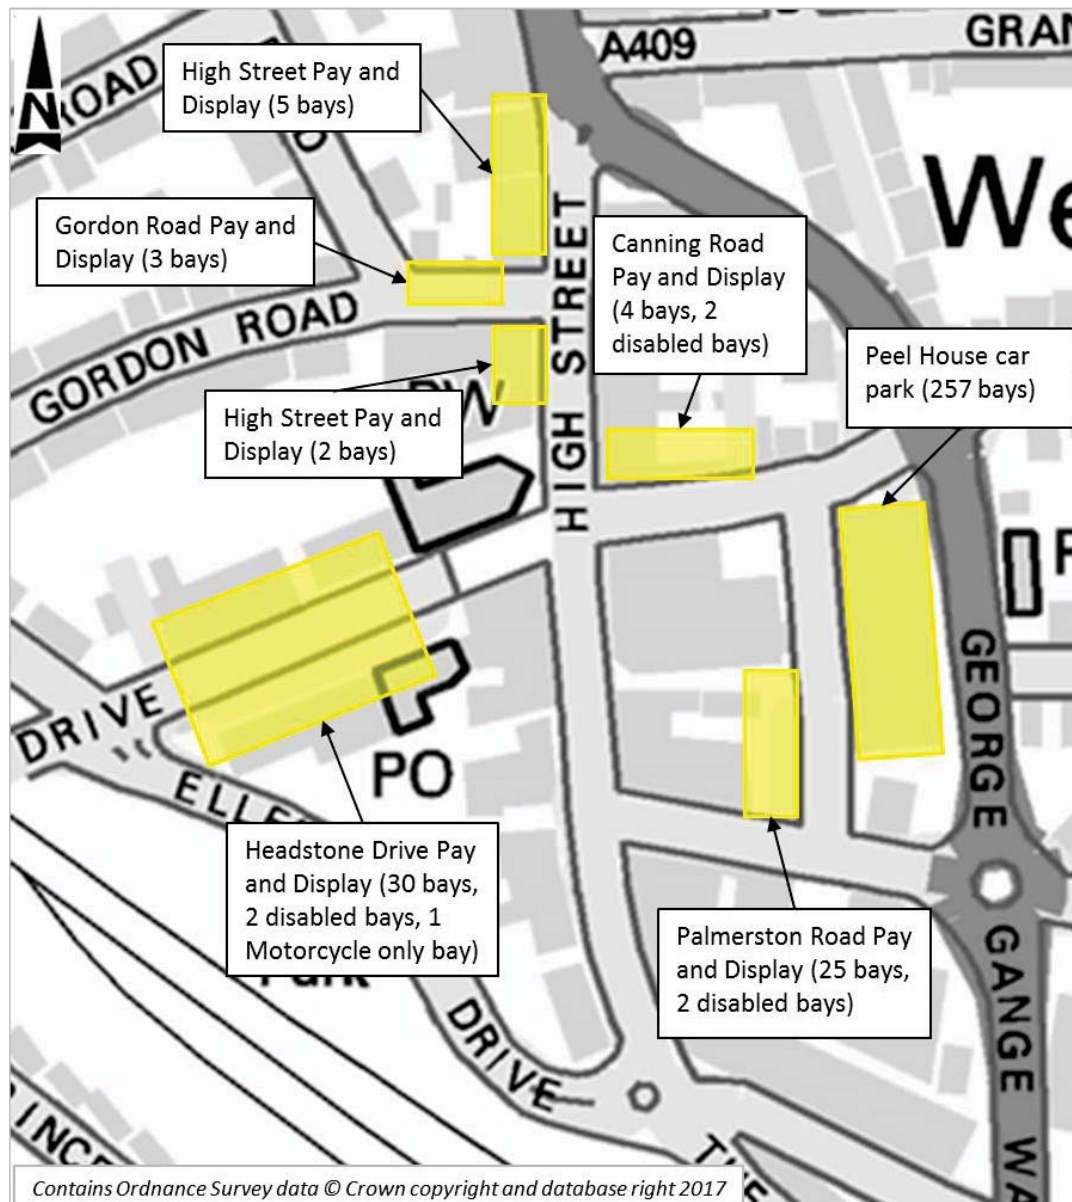 A409
GRAN
ROAD
N
High Street Pay and
Display (5 bays)
We
Gordon Road Pay and
Display (3 bays)
Canning Road
Pay and Display
(4 bays, 2
disabled bays)
HIGH STREET
GORDON ROAD
Peel House car
park (257 bays)
High Street Pay and
Display (2 bays)
DRIVE
PO
GEORGE
GANGE WA
Headstone Drive Pay
and Display (30 bays,
2 disabled bays, 1
Motorcycle only bay)
Palmerston Road Pay
and Display (25 bays,
2 disabled bays)
DRIVE
Contains Ordnance Survey data © Crown copyright and database right 2017